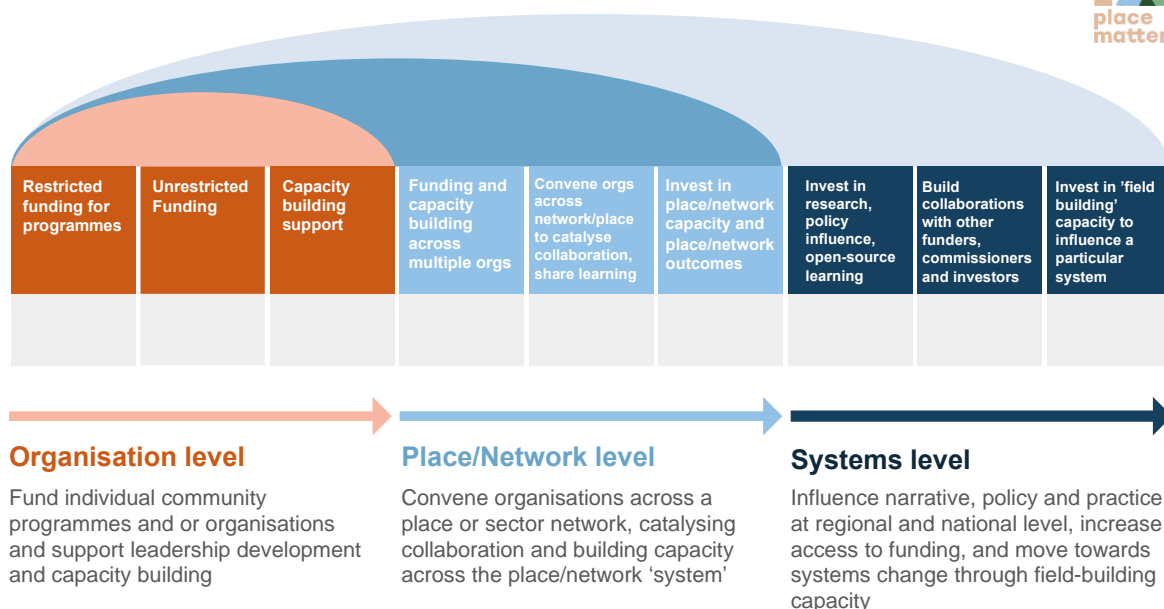 place
matter
Restricted
funding for
programmes
Unrestricted
Funding
Capacity
building
support
Funding and
capacity
building
across
multiple orgs
Convene orgs
across
network/place
to catalyse
collaboration,
share learning
Invest in
place/network
capacity and
place/network
outcomes
Invest in
research,
policy
influence,
open-source
learning
Build
collaborations
with other
funders,
commissioners
and investors
Invest in ’field
building’
capacity to
influence a
particular
system
Organisation level
Fund individual community
programmes and or organisations
and support leadership development
and capacity building
Place/Network level
Convene organisations across a
place or sector network, catalysing
collaboration and building capacity
across the place/network ‘system’
Systems level
Influence narrative, policy and practice
at regional and national level, increase
access to funding, and move towards
systems change through field-building
capacity